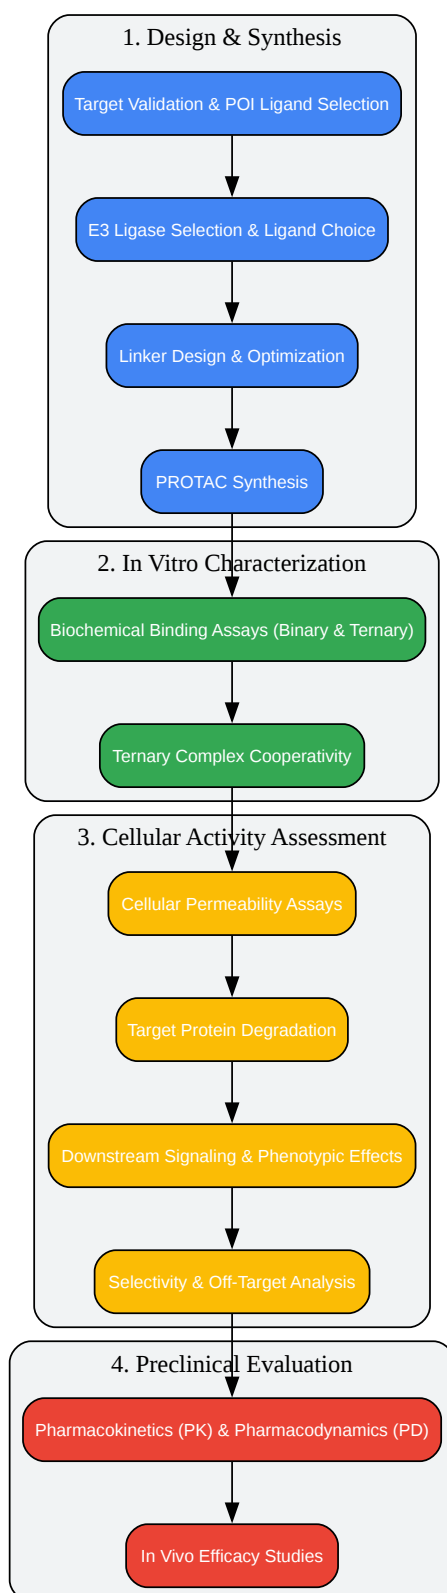 1. Design & Synthesis
Target Validation & POI Ligand Selection
E3 Ligase Selection & Ligand Choice
Linker Design & Optimization
PROTAC Synthesis
2. In Vitro Characterization
Biochemical Binding Assays (Binary & Ternary)
Ternary Complex Cooperativity
3. Cellular Activity Assessment
Cellular Permeability Assays
Target Protein Degradation
Downstream Signaling & Phenotypic Effects
Selectivity & Off-Target Analysis
4. Preclinical Evaluation
Pharmacokinetics (PK) & Pharmacodynamics (PD)
In Vivo Efficacy Studies